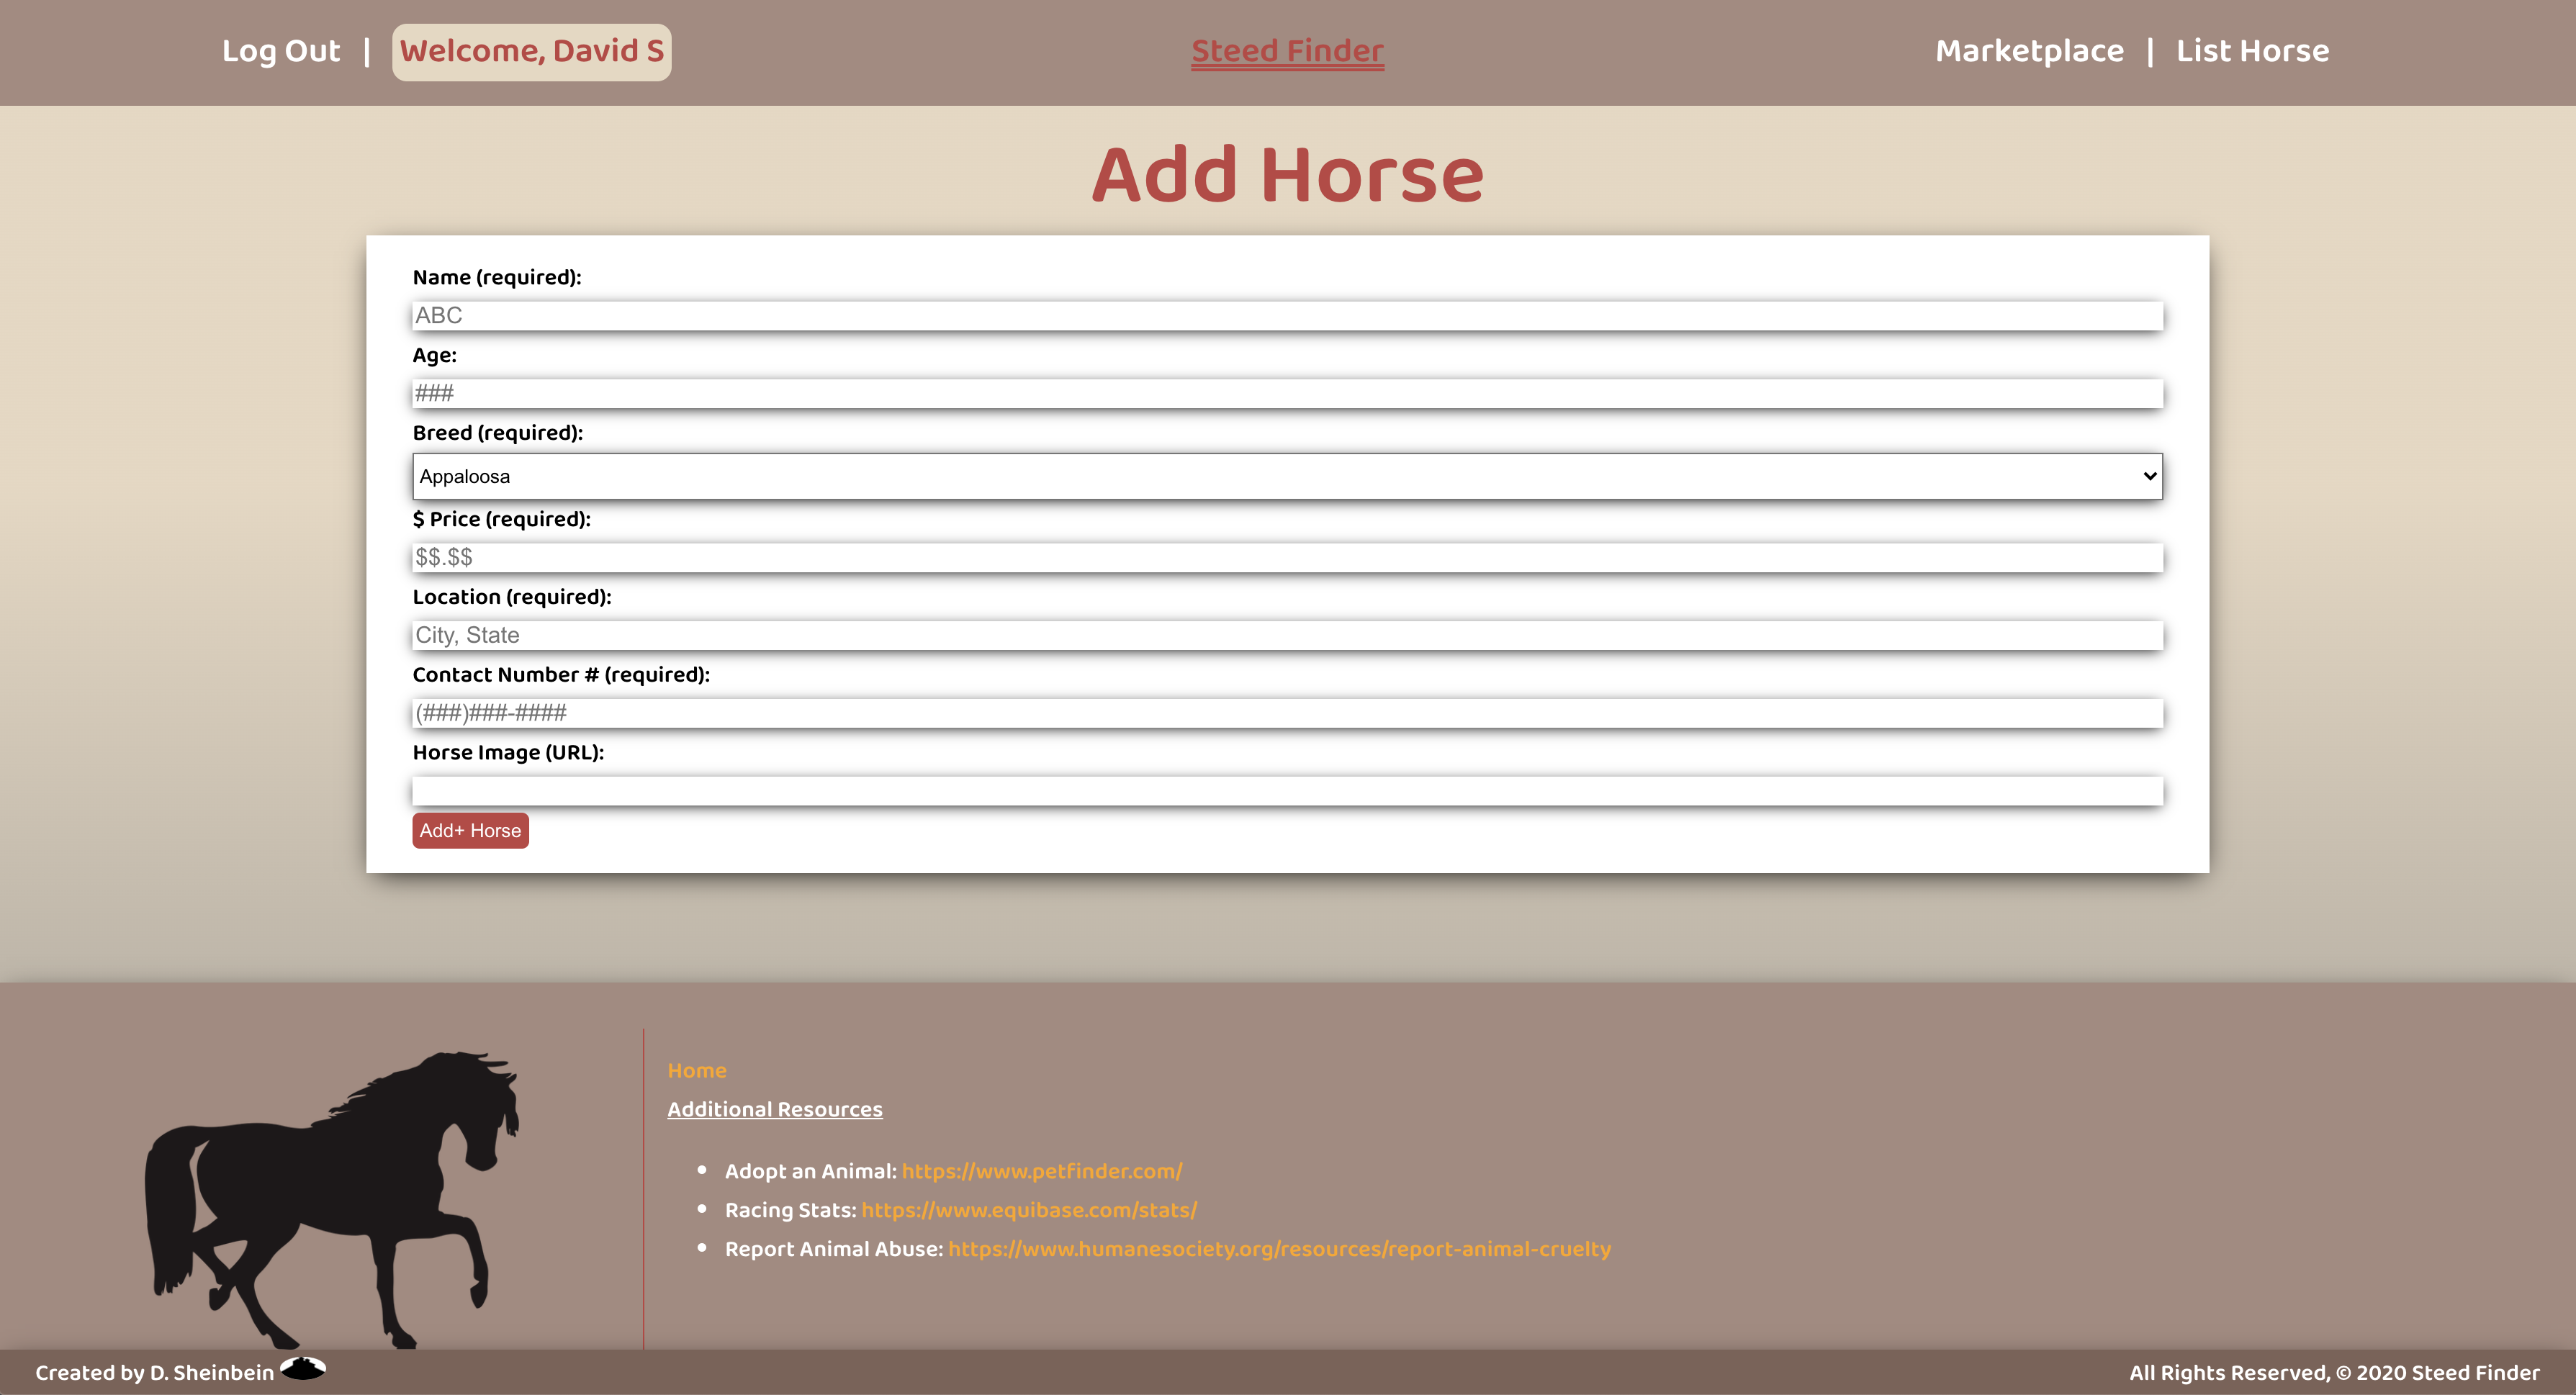 Log Out | Welcome, David S
Steed Finder
Marketplace | List Horse
Add Horse
Name (required):
ABC
Age:
###
Breed (required):
Appaloosa
$ Price (required):
$$.$$
Location (required):
City, State
Contact Number # (required):
(###)###-####
Horse Image (URL):
Add+ Horse
Home
Additional Resources
Adopt an Animal: https://www.petfinder.com/
Racing Stats: https://www.equibase.com/stats/
Report Animal Abuse: https://www.humanesociety.org/resources/report-animal-cruelty
Created by D. Sheinbein
All Rights Reserved, © 2020 Steed Finder